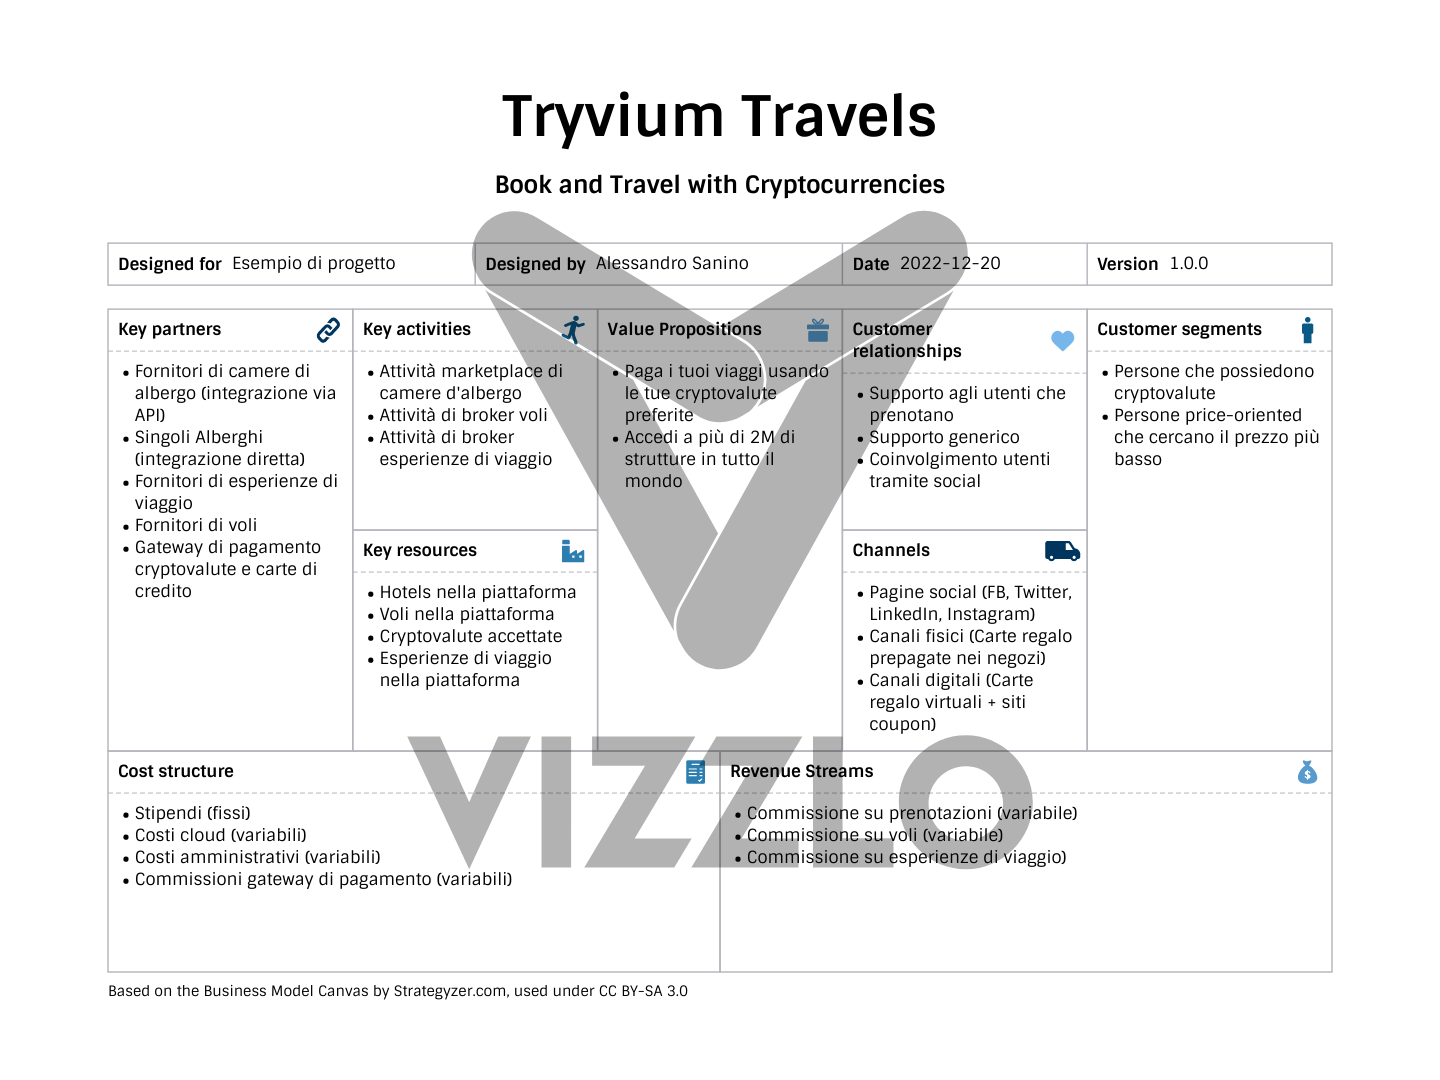 Tryvium Travels
Book and Travel with Cryptocurrencies
Designed for Esempio di progetto
Designed by Alessandro Sanino
Date 2022-12-20
Version 1.0.0
Key partners
• Fornitori di camere di
albergo (integrazione via
API)
• Singoli Alberghi
(integrazione diretta)
• Fornitori di esperienze di
viaggio
• Fornitori di voli
• Gateway di pagamento
cryptovalute e carte di
credito
Key activities
• Attività marketplace di
camere d'albergo
• Attività di broker voli
• Attività di broker
esperienze di viaggio
Key resources
• Hotels nella piattaforma
• Voli nella piattaforma
• Cryptovalute accettate
• Esperienze di viaggio
nella piattaforma
Value Propositions
• Paga i tuoi viaggi usando
le tue cryptovalute
preferite
• Accedi a più di 2M di
strutture in tutto il
mondo
Customer
relationships
• Supporto agli utenti che
prenotano
• Supporto generico
• Coinvolgimento utenti
tramite social
Channels
• Pagine social (FB, Twitter,
LinkedIn, Instagram)
• Canali fisici (Carte regalo
prepagate nei negozi)
• Canali digitali (Carte
regalo virtuali + siti
coupon)
Customer segments
• Persone che possiedono
cryptovalute
• Persone price-oriented
che cercano il prezzo più
basso
Cost structure
• Stipendi (fissi)
• Costi cloud (variabili)
• Costi amministrativi (variabili)
• Commissioni gateway di pagamento (variabili)
Revenue Streams
• Commissione su prenotazioni (variabile)
• Commissione su voli (variabile)
• Commissione su esperienze di viaggio)
VIZZLO
Based on the Business Model Canvas by Strategyzer.com, used under CC BY-SA 3.0